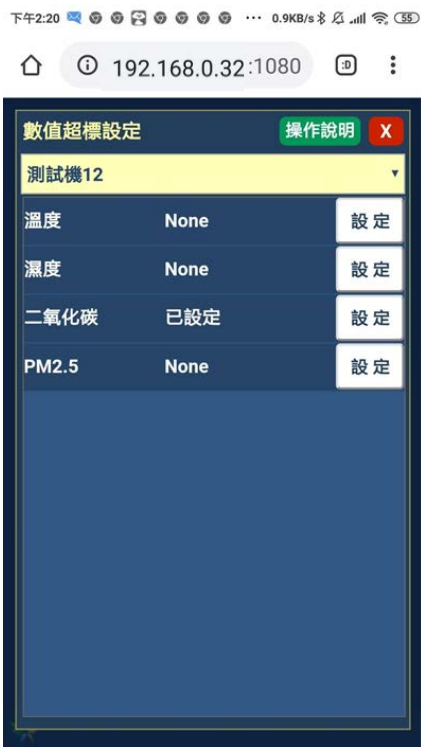 下午2:20 ... 0.9KB/s 55
192.168.0.32:1080 :D
數值超標設定 操作說明 X
測試機12
溫度 None 設定
濕度 None 設定
二氧化碳 已設定 設定
PM2.5 None 設定